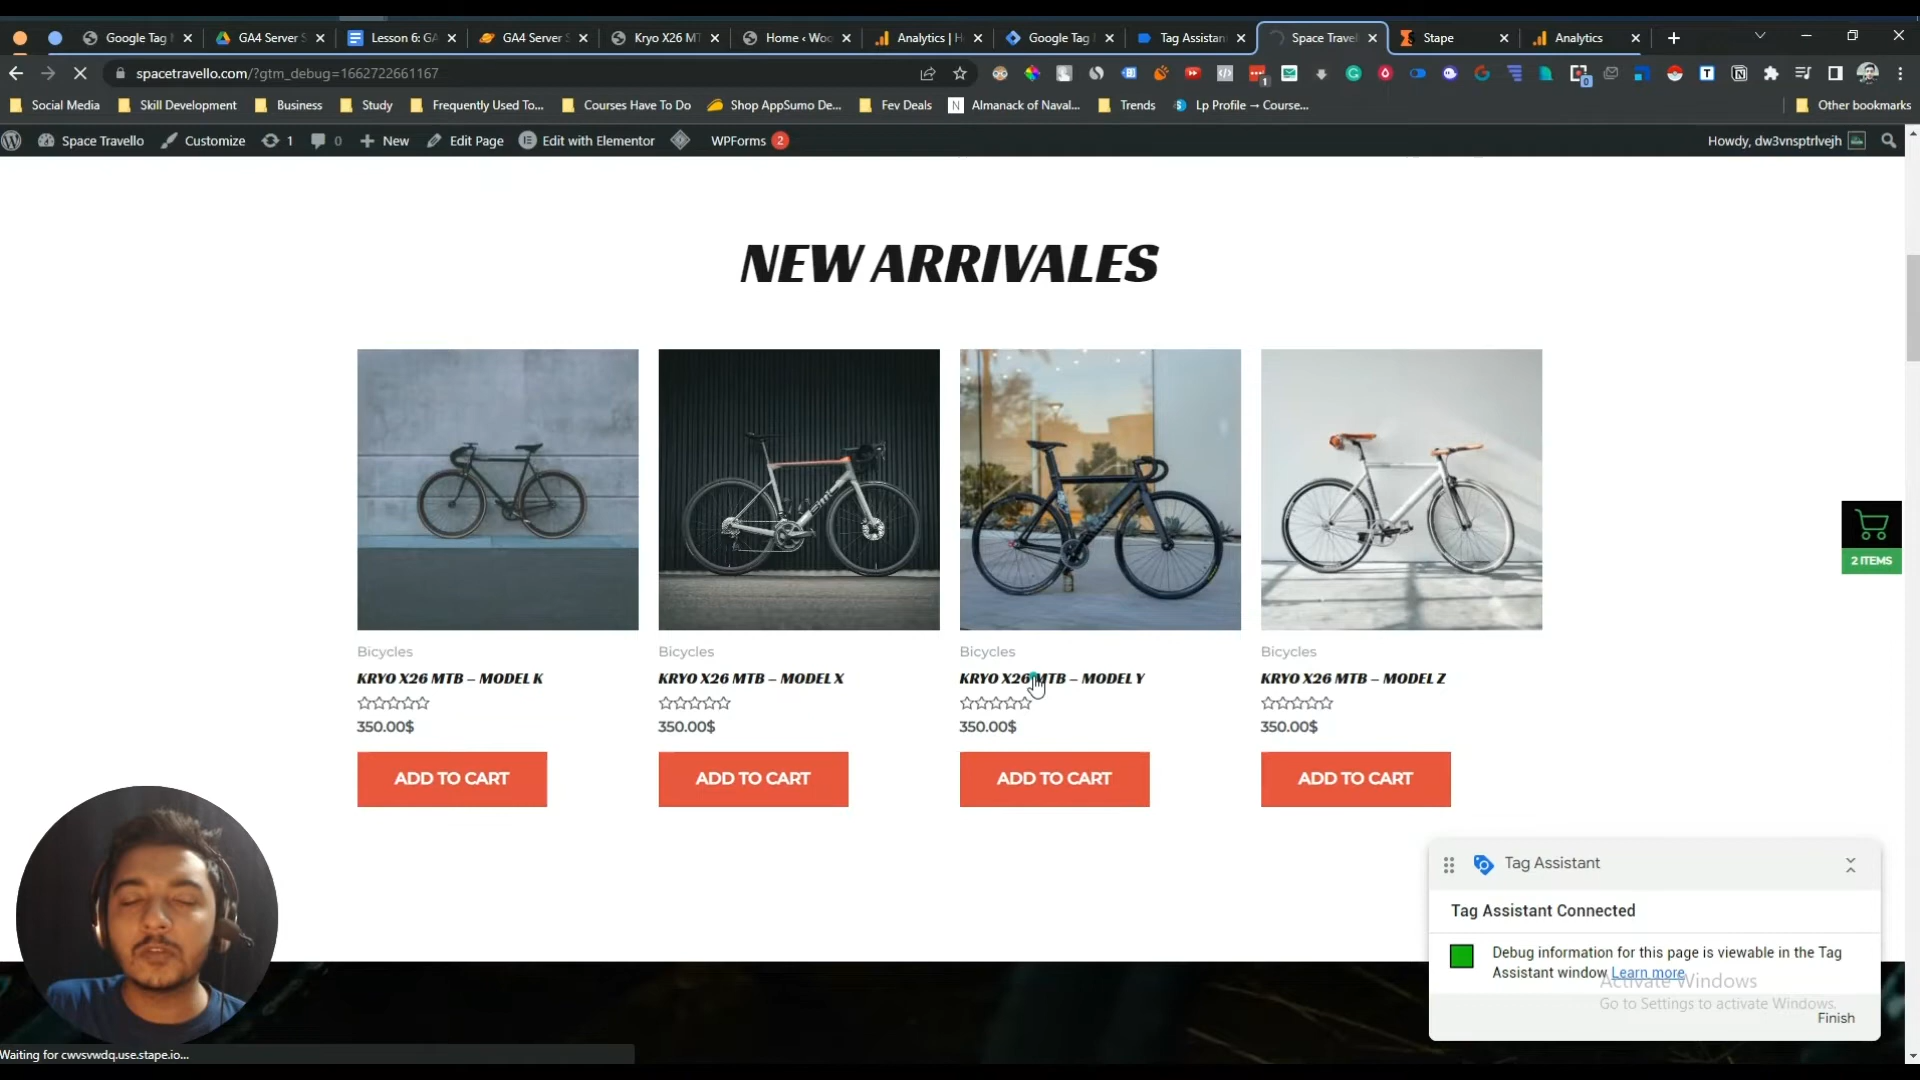 Google Tag
GA4 Server S
Lesson 6: GA
GA4 Server S
Kryo X26 MT
Home ‹ Woo
Analytics | H
Google Tag
Tag Assistan
Space Travel
Stape
Analytics
spacetravello.com/?gtm_debug=1662722661167
Social Media
Skill Development
Business
Study
Frequently Used To...
Courses Have To Do
Shop AppSumo De...
Fev Deals
Almanack of Naval...
Trends
Lp Profile → Course...
Other bookmarks
Space Travello
Customize
1
0
New
Edit Page
Edit with Elementor
WPForms 2
Howdy, dw3vnsptrlvejh
NEW ARRIVALES
Bicycles
KRYO X26 MTB – MODEL K
350.00$
ADD TO CART
Bicycles
KRYO X26 MTB – MODEL X
350.00$
ADD TO CART
Bicycles
KRYO X26 MTB – MODEL Y
350.00$
ADD TO CART
Bicycles
KRYO X26 MTB – MODEL Z
350.00$
ADD TO CART
2 ITEMS
Tag Assistant
Tag Assistant Connected
Debug information for this page is viewable in the Tag
Assistant window Learn more
Activate Windows
Go to Settings to activate Windows.
Finish
Waiting for cwvsvwdq.use.stape.io...